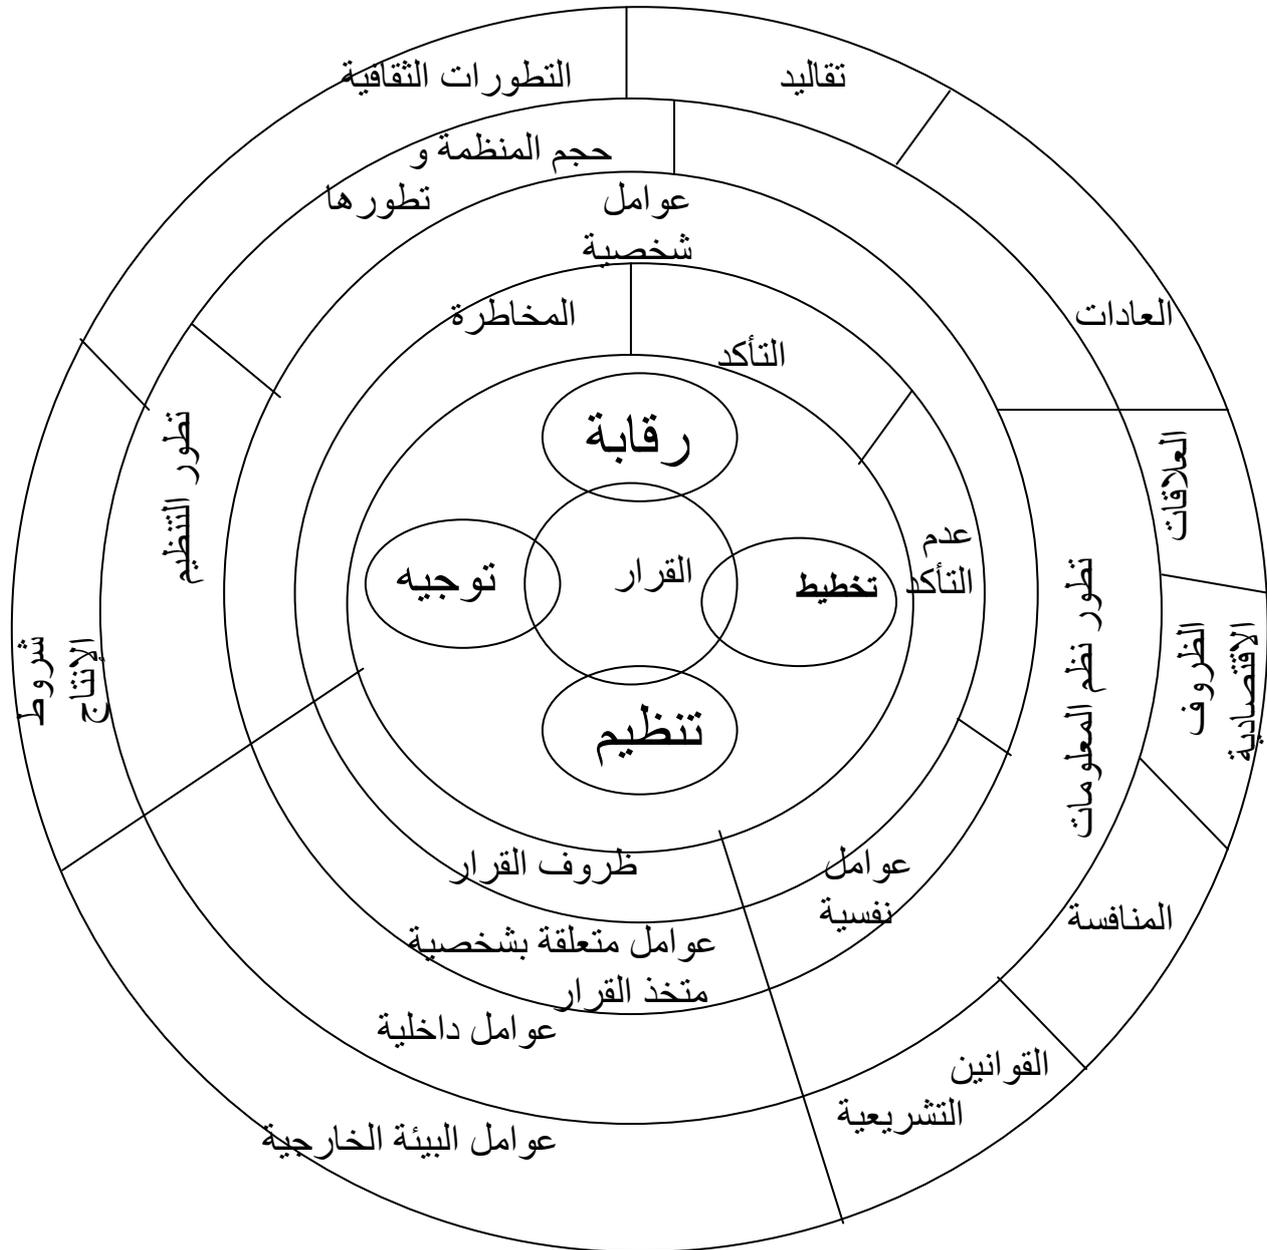 التطورات الثقافية
تقاليد
حجم المنظمة و
تطورها
عوامل
شخصية
العادات
المخاطرة
التأكد
رقابة
تطور التنظيم
العلاقات
عدم
التأكد
القرار
توجيه
تخطيط
تطور نظم المعلومات
الظروف
الاقتصادية
شروط
الإنتاج
تنظيم
ظروف القرار
عوامل
نفسية
المنافسة
عوامل متعلقة بشخصية
متخذ القرار
عوامل داخلية
القوانين
التشريعية
عوامل البيئة الخارجية